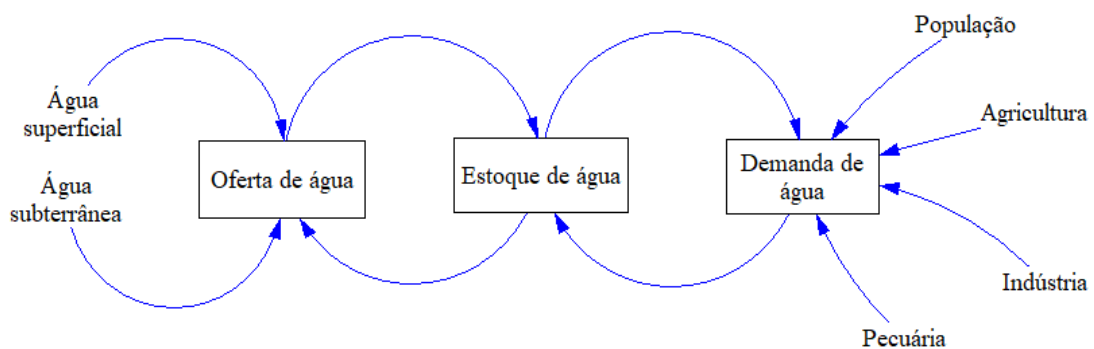 Água
superficial
Água
subterrânea
Oferta de água
Estoque de água
Demanda de
água
População
Agricultura
Indústria
Pecuária